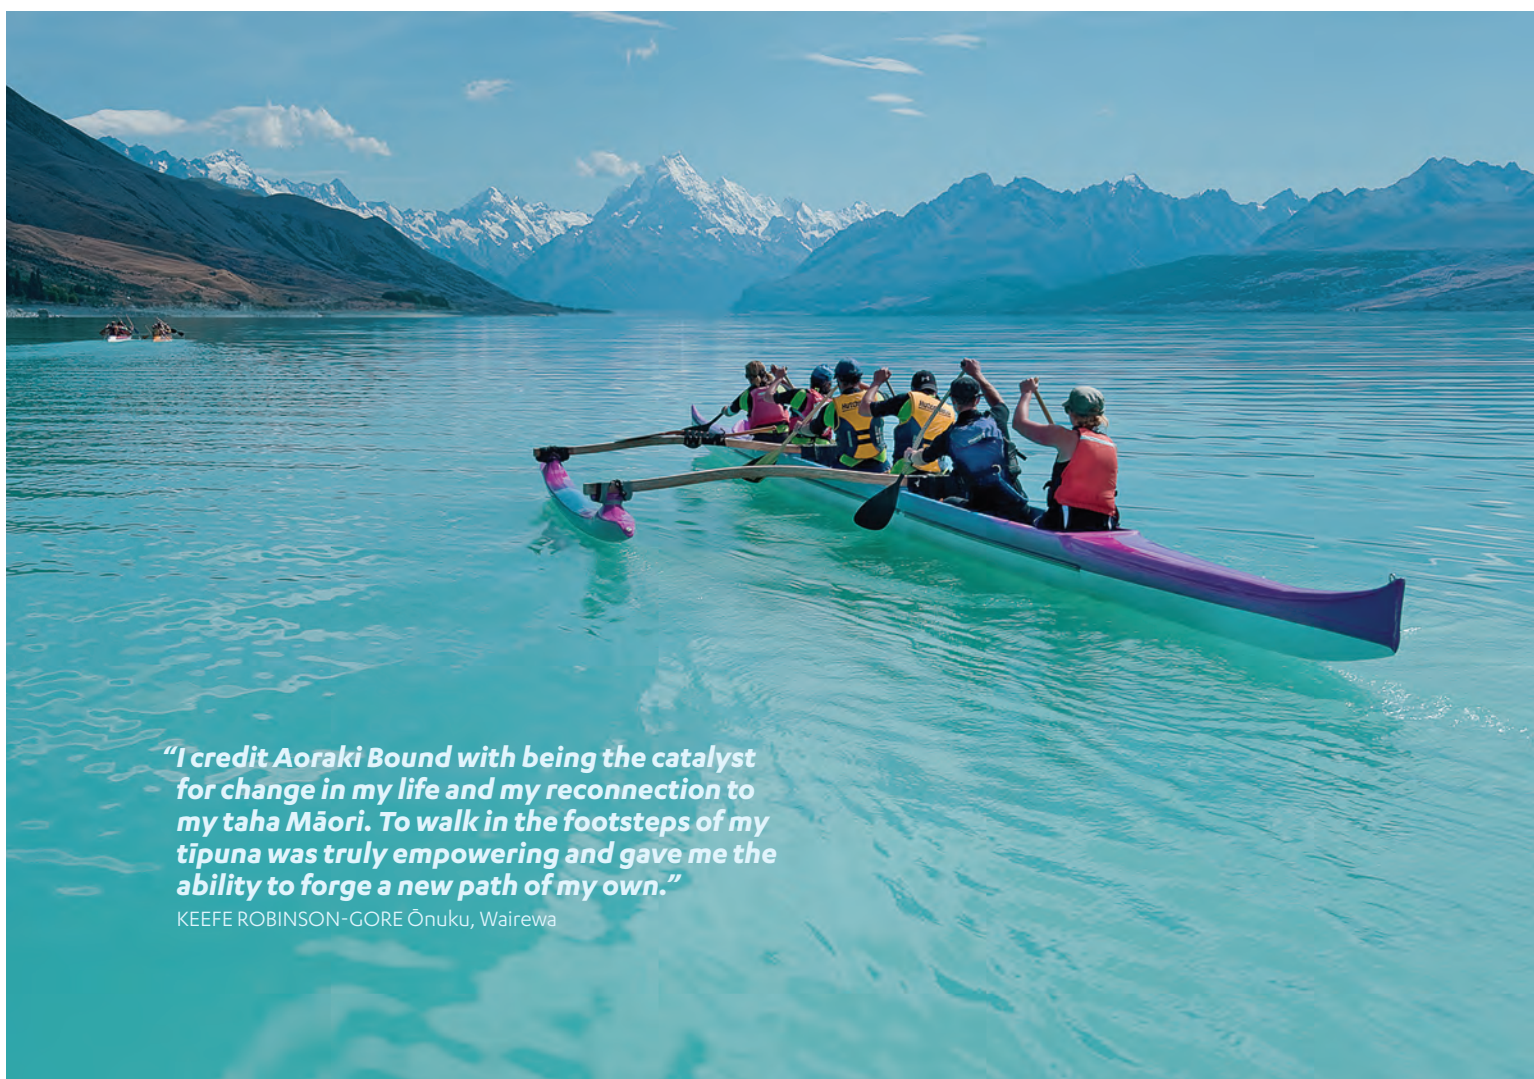 “I credit Aoraki Bound with being the catalyst
for change in my life and my reconnection to
my taha Māori. To walk in the footsteps of my
tīpuna was truly empowering and gave me the
ability to forge a new path of my own.”
KEEFE ROBINSON-GORE Ōnuku, Wairewa